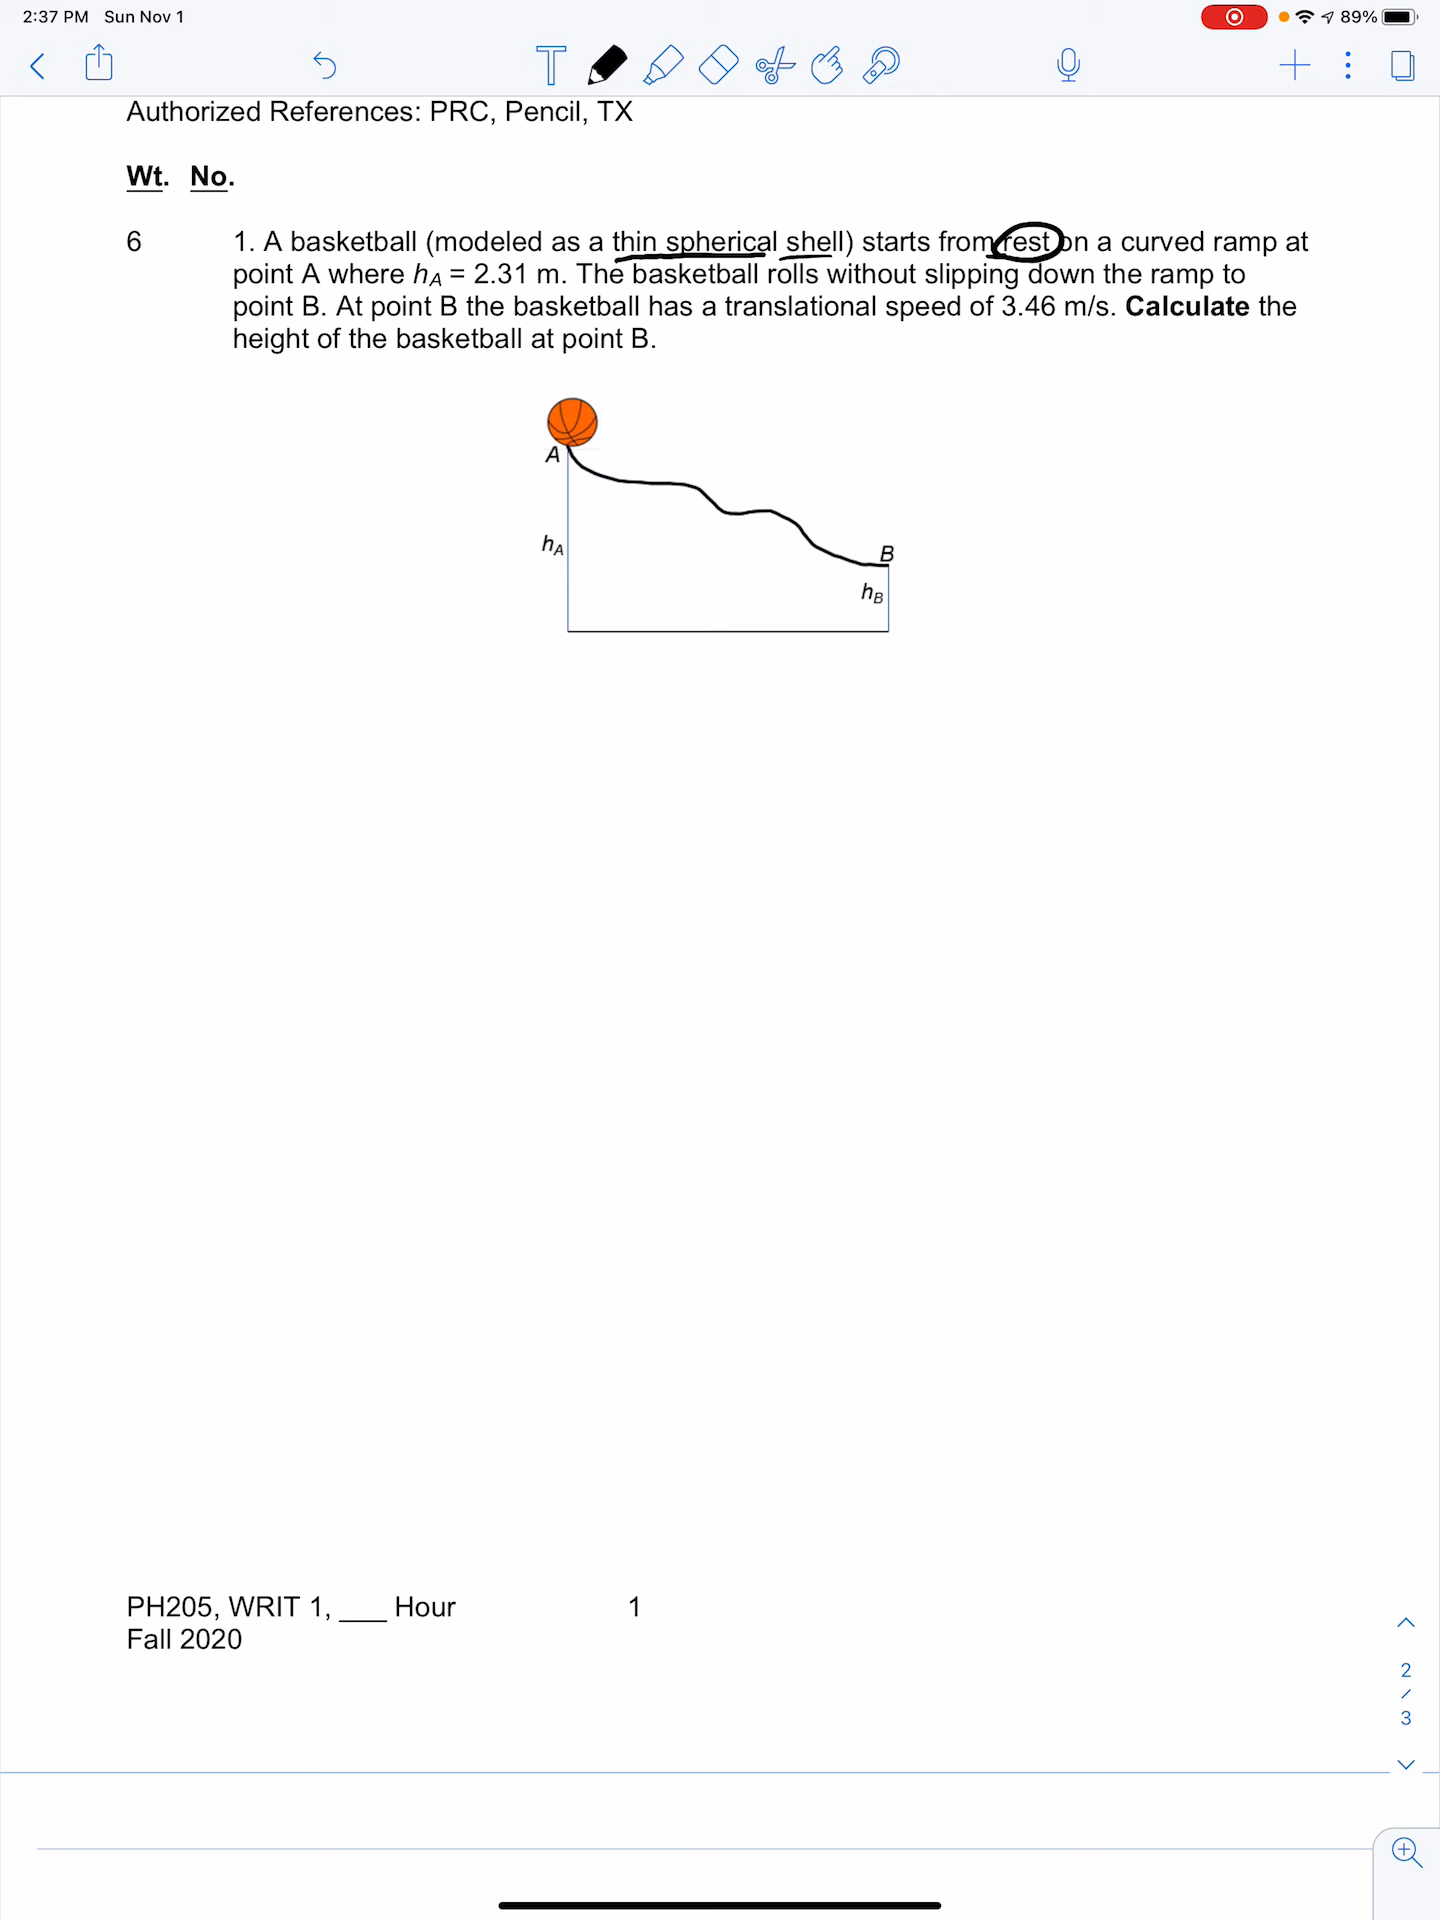 2:37 PM Sun Nov 1
89%
Authorized References: PRC, Pencil, TX
Wt. No.
6 1. A basketball (modeled as a thin spherical shell) starts from rest on a curved ramp at
point A where hA = 2.31 m. The basketball rolls without slipping down the ramp to
point B. At point B the basketball has a translational speed of 3.46 m/s. Calculate the
height of the basketball at point B.
A
hA
B
hB
PH205, WRIT 1, ___ Hour 1
Fall 2020
2
/
3